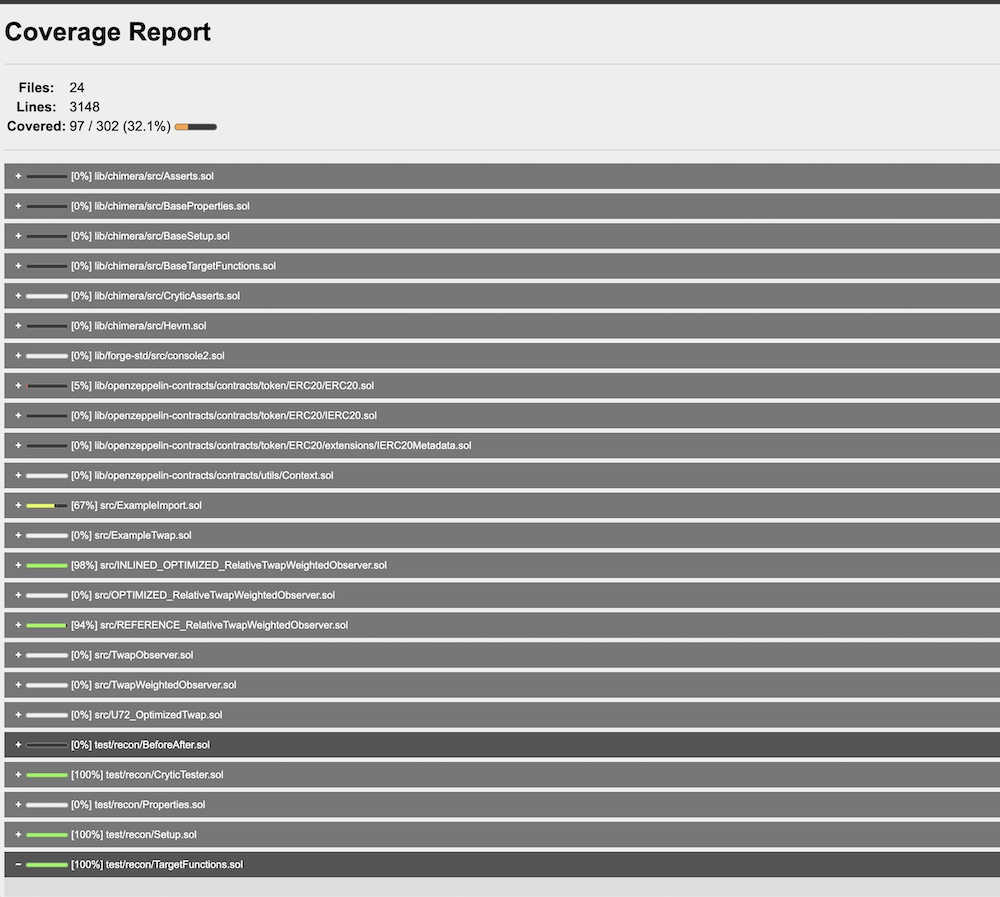 Coverage Report
Files: 24
Lines: 3148
Covered: 97 / 302 (32.1%)
+ [0%] lib/chimera/src/Asserts.sol
+ [0%] lib/chimera/src/BaseProperties.sol
+ [0%] lib/chimera/src/BaseSetup.sol
+ [0%] lib/chimera/src/BaseTargetFunctions.sol
+ [0%] lib/chimera/src/CryticAsserts.sol
+ [0%] lib/chimera/src/Hevm.sol
+ [0%] lib/forge-std/src/console2.sol
+ [5%] lib/openzeppelin-contracts/contracts/token/ERC20/ERC20.sol
+ [0%] lib/openzeppelin-contracts/contracts/token/ERC20/IERC20.sol
+ [0%] lib/openzeppelin-contracts/contracts/token/ERC20/extensions/IERC20Metadata.sol
+ [0%] lib/openzeppelin-contracts/contracts/utils/Context.sol
+ [67%] src/ExampleImport.sol
+ [0%] src/ExampleTwap.sol
+ [98%] src/INLINED_OPTIMIZED_RelativeTwapWeightedObserver.sol
+ [0%] src/OPTIMIZED_RelativeTwapWeightedObserver.sol
+ [94%] src/REFERENCE_RelativeTwapWeightedObserver.sol
+ [0%] src/TwapObserver.sol
+ [0%] src/TwapWeightedObserver.sol
+ [0%] src/U72_OptimizedTwap.sol
+ [0%] test/recon/BeforeAfter.sol
+ [100%] test/recon/CryticTester.sol
+ [0%] test/recon/Properties.sol
+ [100%] test/recon/Setup.sol
− [100%] test/recon/TargetFunctions.sol